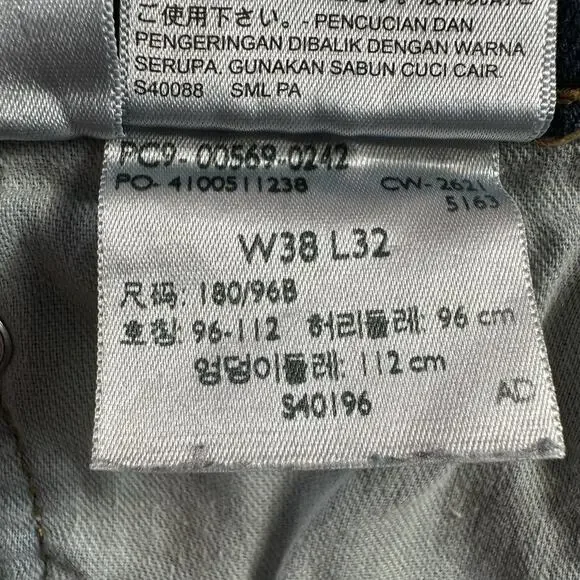 ご使用下さい。- PENCUCIAN DAN
PENGERINGAN DIBALIK DENGAN WARNA
SERUPA. GUNAKAN SABUN CUCI CAIR.
S40088 SML PA
PC9-00569-0242
PO-4100511238 CW-2621
5163
W38 L32
尺码: 180/96B
호칭: 96-112 허리둘레: 96 cm
엉덩이둘레: 112 cm
S40196
AD